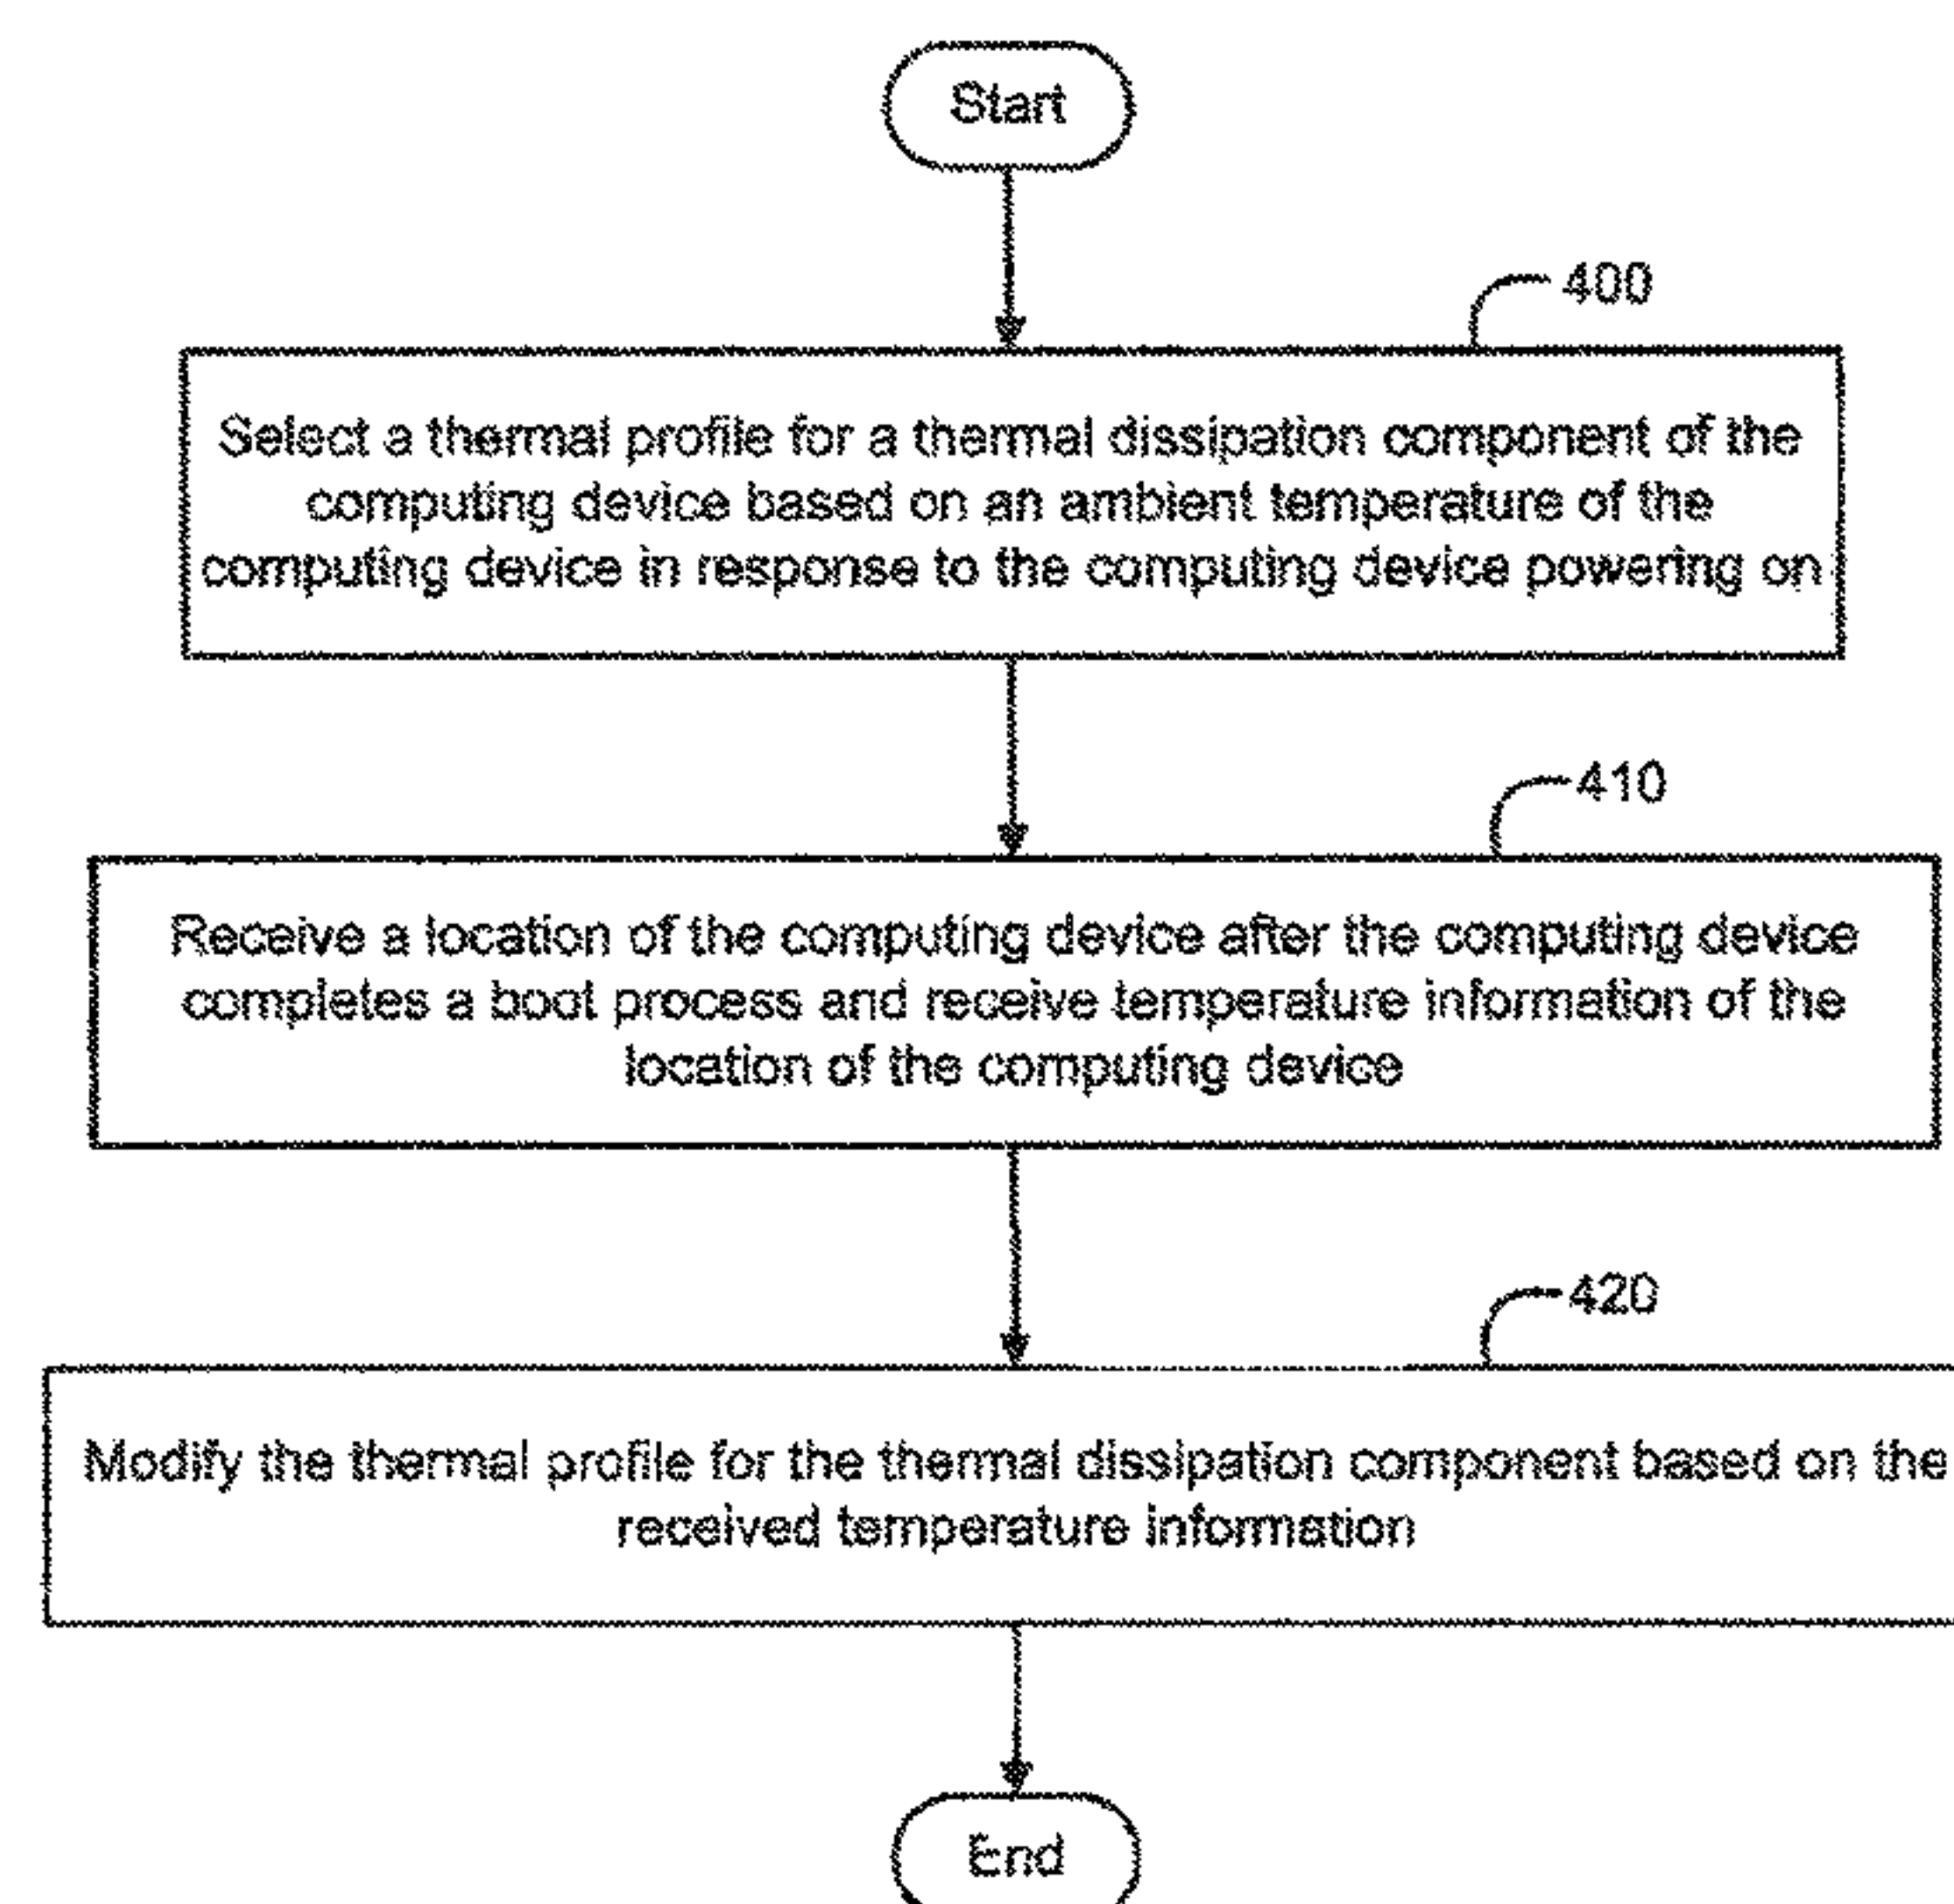 Start
400
Select a thermal profile for a thermal dissipation component of the
computing device based on an ambient temperature of the
computing device in response to the computing device powering on
410
Receive a location of the computing device after the computing device
completes a boot process and receive temperature information of the
location of the computing device
420
Modify the thermal profile for the thermal dissipation component based on the
received temperature information
End